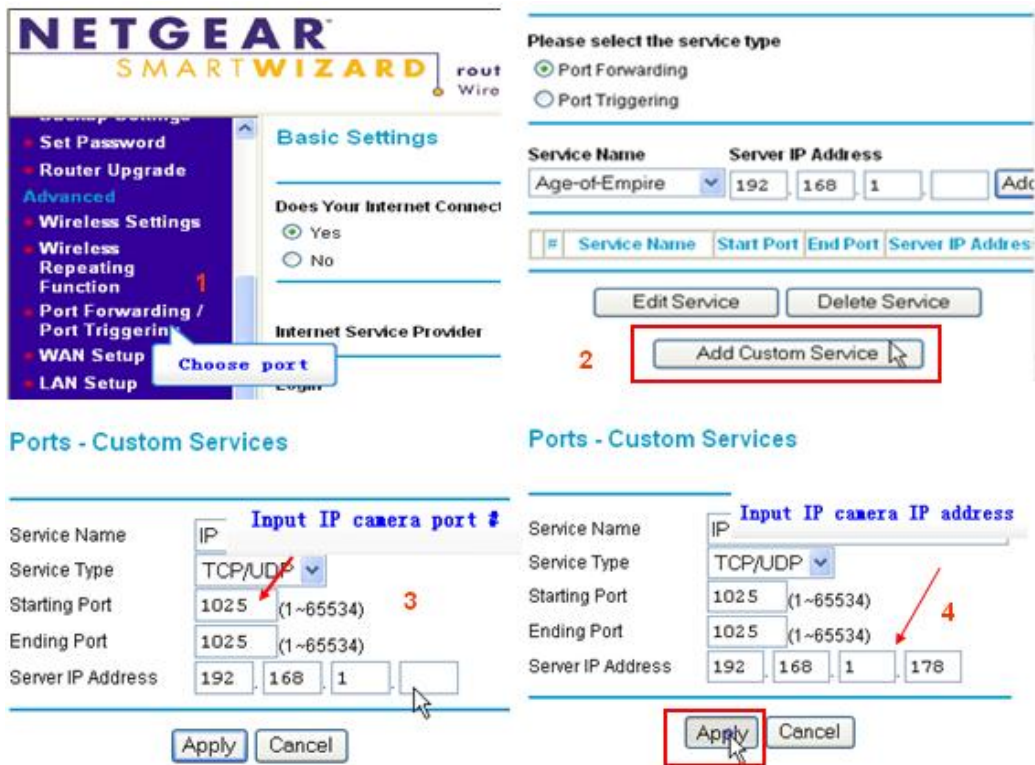 NETGEAR
SMARTWIZARD
rout
Wire
Backup Settings
Set Password
Router Upgrade
Advanced
Wireless Settings
Wireless
Repeating
Function
1
Port Forwarding /
Port Triggering
WAN Setup
LAN Setup
Choose port
Basic Settings
Does Your Internet Connect
Yes
No
Internet Service Provider
Login
Please select the service type
Port Forwarding
Port Triggering
Service Name Server IP Address
Age-of-Empire 192 . 168 . 1 . Add
# Service Name Start Port End Port Server IP Addres
Edit Service Delete Service
2 Add Custom Service
Ports - Custom Services
Input IP camera port #
Service Name IP
Service Type TCP/UDP
Starting Port 1025 (1~65534) 3
Ending Port 1025 (1~65534)
Server IP Address 192 . 168 . 1 .
Apply Cancel
Ports - Custom Services
Input IP camera IP address
Service Name IP
Service Type TCP/UDP
Starting Port 1025 (1~65534) 4
Ending Port 1025 (1~65534)
Server IP Address 192 . 168 . 1 . 178
Apply Cancel